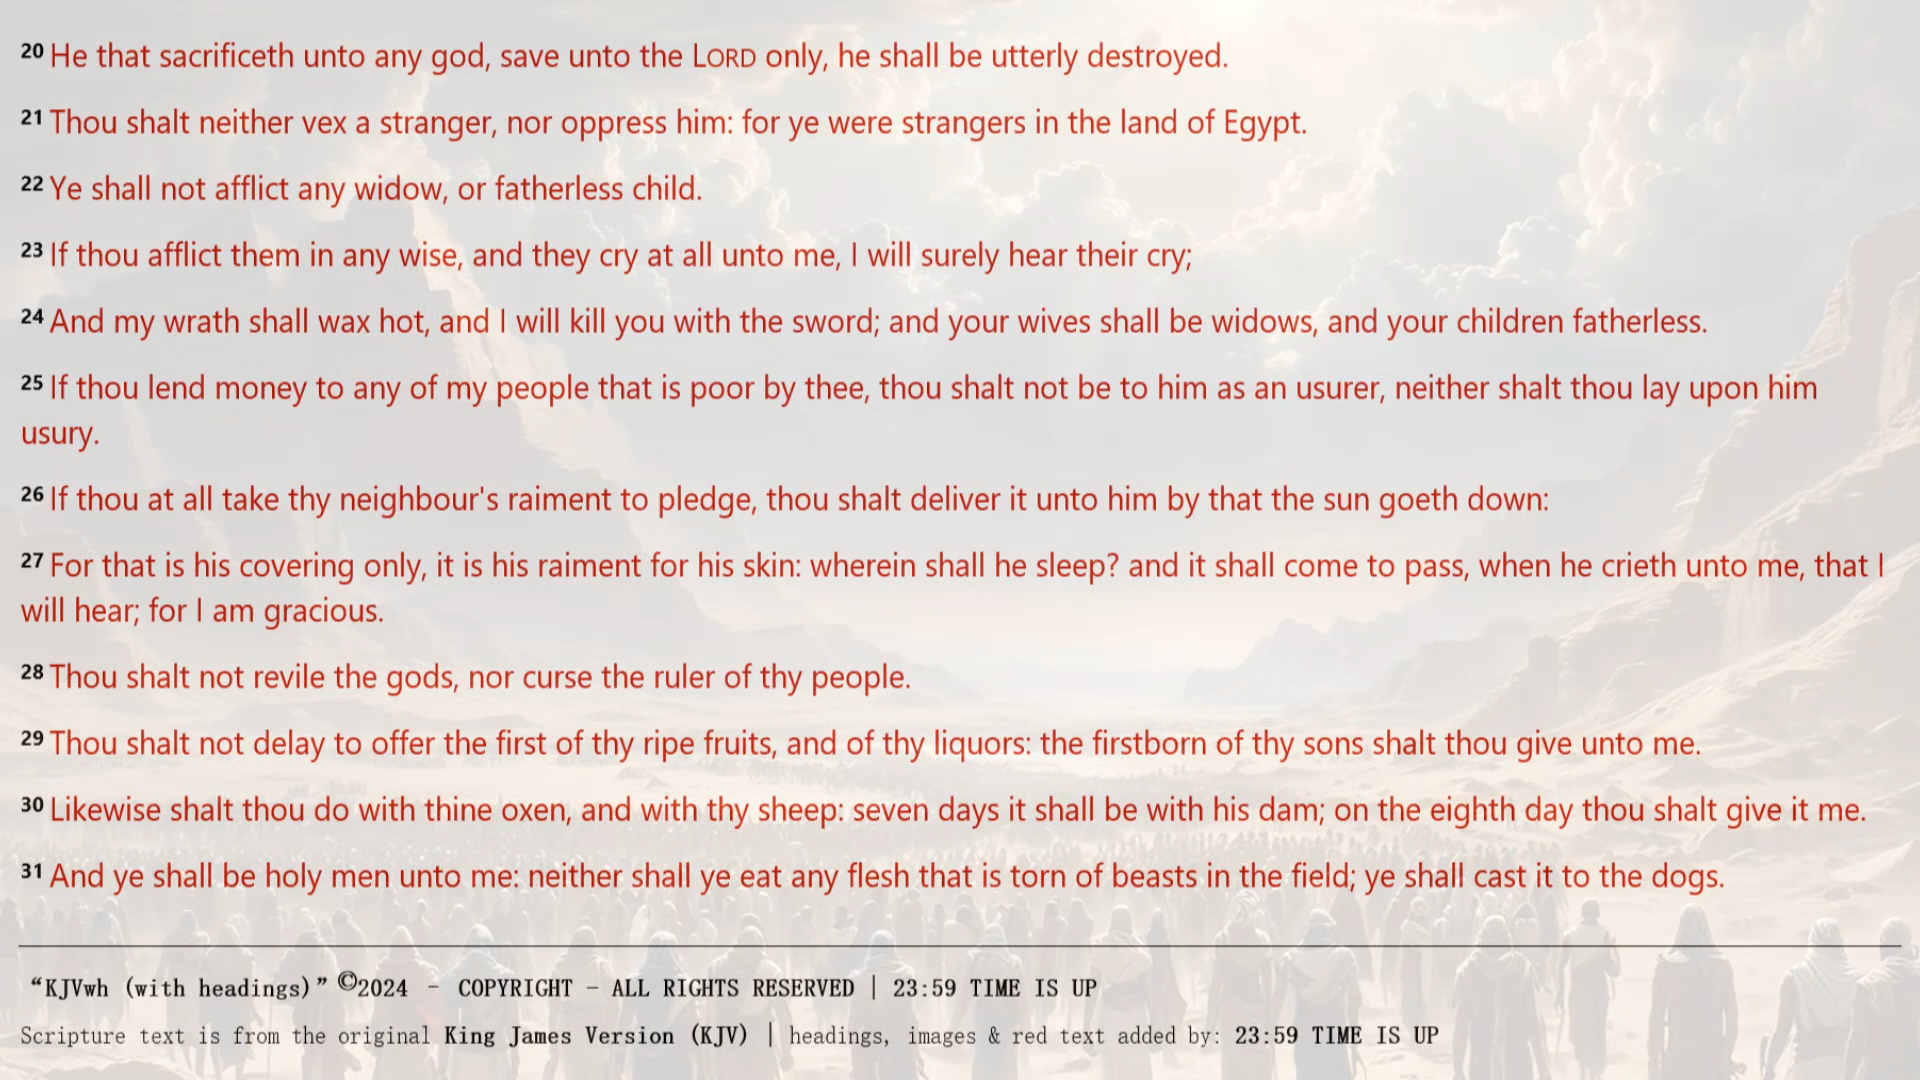 20 He that sacrificeth unto any god, save unto the LORD only, he shall be utterly destroyed.
21 Thou shalt neither vex a stranger, nor oppress him: for ye were strangers in the land of Egypt.
22 Ye shall not afflict any widow, or fatherless child.
23 If thou afflict them in any wise, and they cry at all unto me, I will surely hear their cry;
24 And my wrath shall wax hot, and I will kill you with the sword; and your wives shall be widows, and your children fatherless.
25 If thou lend money to any of my people that is poor by thee, thou shalt not be to him as an usurer, neither shalt thou lay upon him
usury.
26 If thou at all take thy neighbour's raiment to pledge, thou shalt deliver it unto him by that the sun goeth down:
27 For that is his covering only, it is his raiment for his skin: wherein shall he sleep? and it shall come to pass, when he crieth unto me, that I
will hear; for I am gracious.
28 Thou shalt not revile the gods, nor curse the ruler of thy people.
29 Thou shalt not delay to offer the first of thy ripe fruits, and of thy liquors: the firstborn of thy sons shalt thou give unto me.
30 Likewise shalt thou do with thine oxen, and with thy sheep: seven days it shall be with his dam; on the eighth day thou shalt give it me.
31 And ye shall be holy men unto me: neither shall ye eat any flesh that is torn of beasts in the field; ye shall cast it to the dogs.
“KJVwh (with headings)” ©2024 – COPYRIGHT – ALL RIGHTS RESERVED | 23:59 TIME IS UP
Scripture text is from the original King James Version (KJV) | headings, images & red text added by: 23:59 TIME IS UP